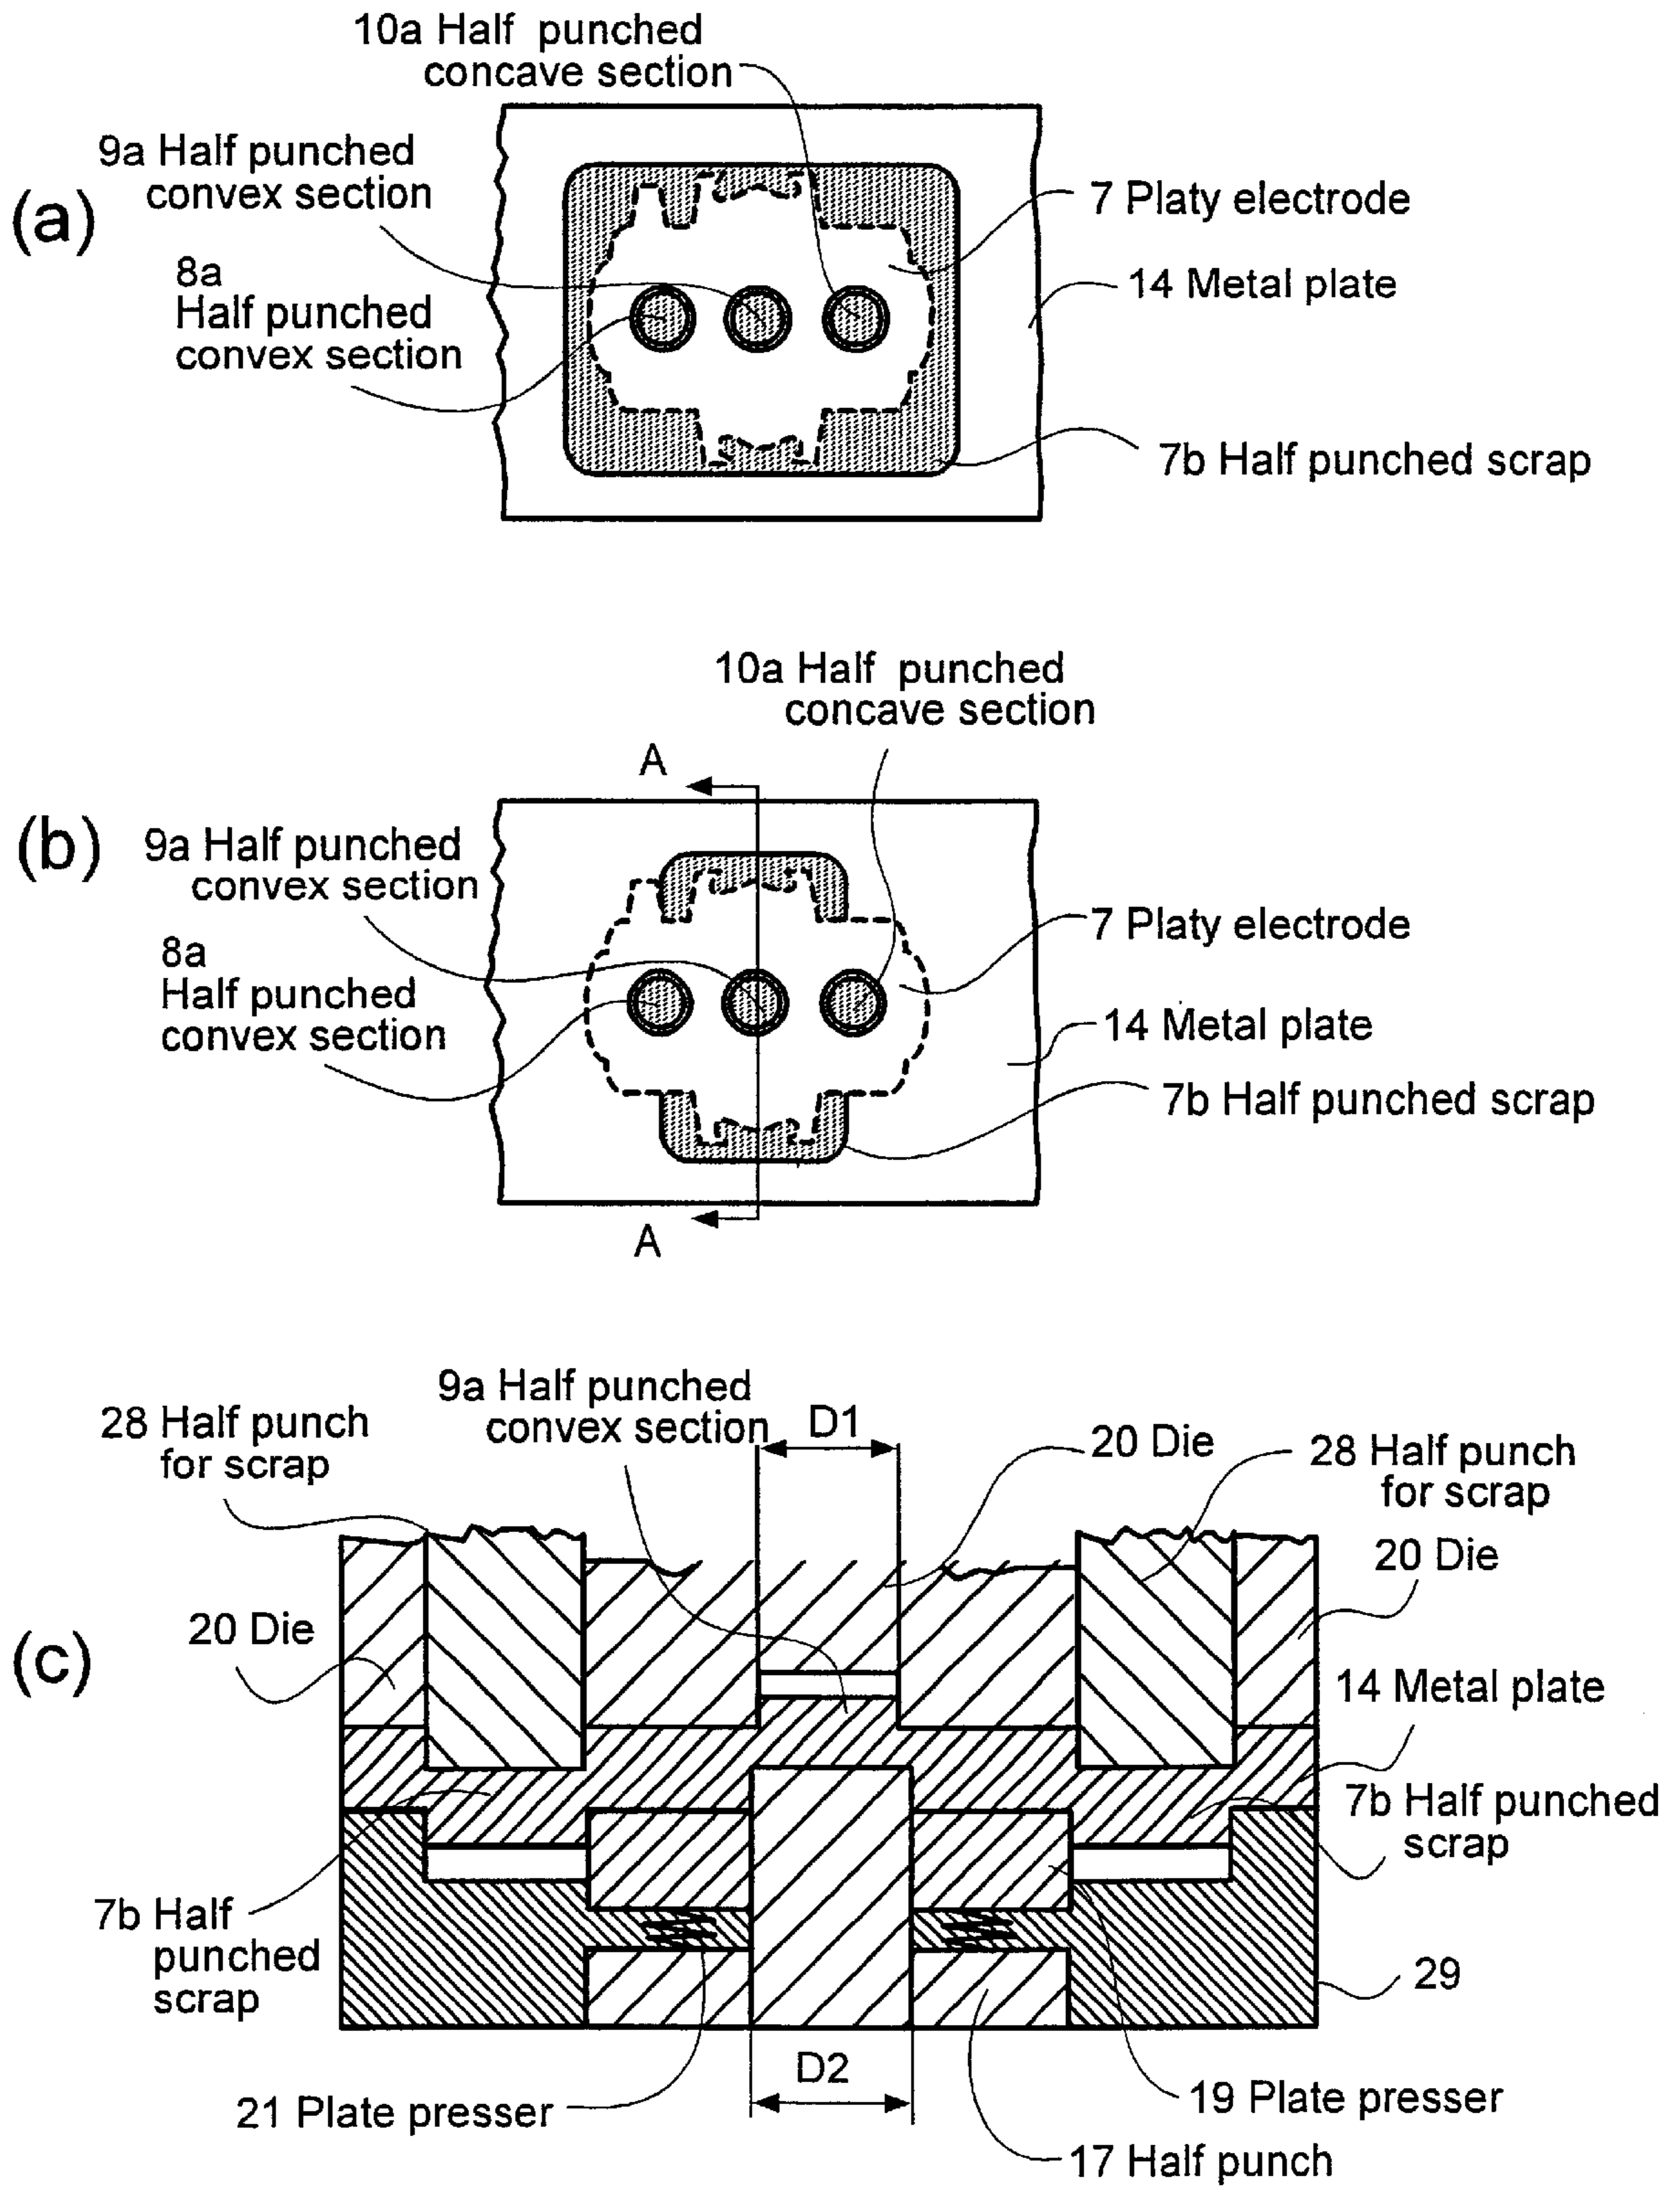 10a Half punched
concave section
9a Half punched
convex section
(a)
7 Platy electrode
8a
Half punched
convex section
14 Metal plate
7b Half punched scrap
10a Half punched
concave section
A
(b)
9a Half punched
convex section
7 Platy electrode
8a
Half punched
convex section
14 Metal plate
7b Half punched scrap
A
9a Half punched
convex section
D1
28 Half punch
for scrap
20 Die
28 Half punch
for scrap
20 Die
20 Die
(c)
14 Metal plate
7b Half punched
scrap
7b Half
punched
scrap
29
D2
21 Plate presser
19 Plate presser
17 Half punch